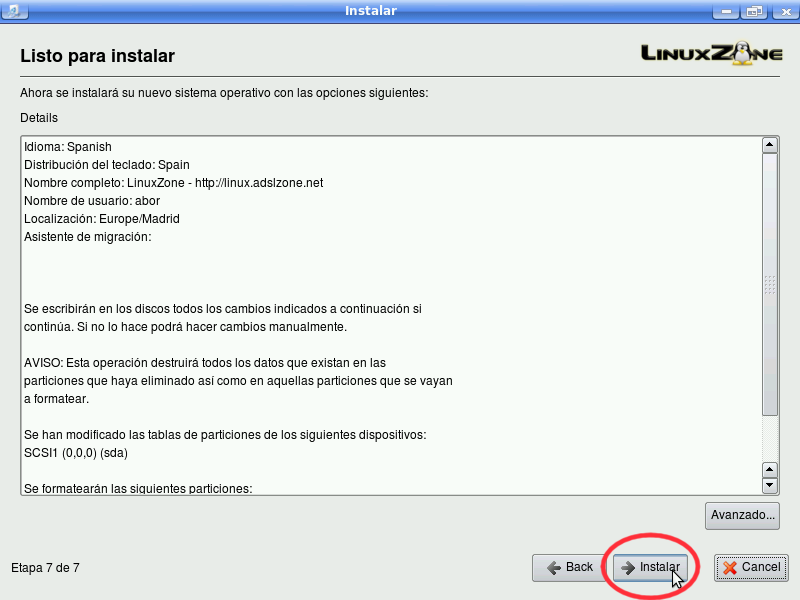 Instalar
Listo para instalar
LINUXZONE
Ahora se instalará su nuevo sistema operativo con las opciones siguientes:
Details
Idioma: Spanish
Distribución del teclado: Spain
Nombre completo: LinuxZone - http://linux.adslzone.net
Nombre de usuario: abor
Localización: Europe/Madrid
Asistente de migración:
Se escribirán en los discos todos los cambios indicados a continuación si
continúa. Si no lo hace podrá hacer cambios manualmente.
AVISO: Esta operación destruirá todos los datos que existan en las
particiones que haya eliminado así como en aquellas particiones que se vayan
a formatear.
Se han modificado las tablas de particiones de los siguientes dispositivos:
SCSI1 (0,0,0) (sda)
Se formatearán las siguientes particiones:
Avanzado...
Etapa 7 de 7
Back
Instalar
Cancel